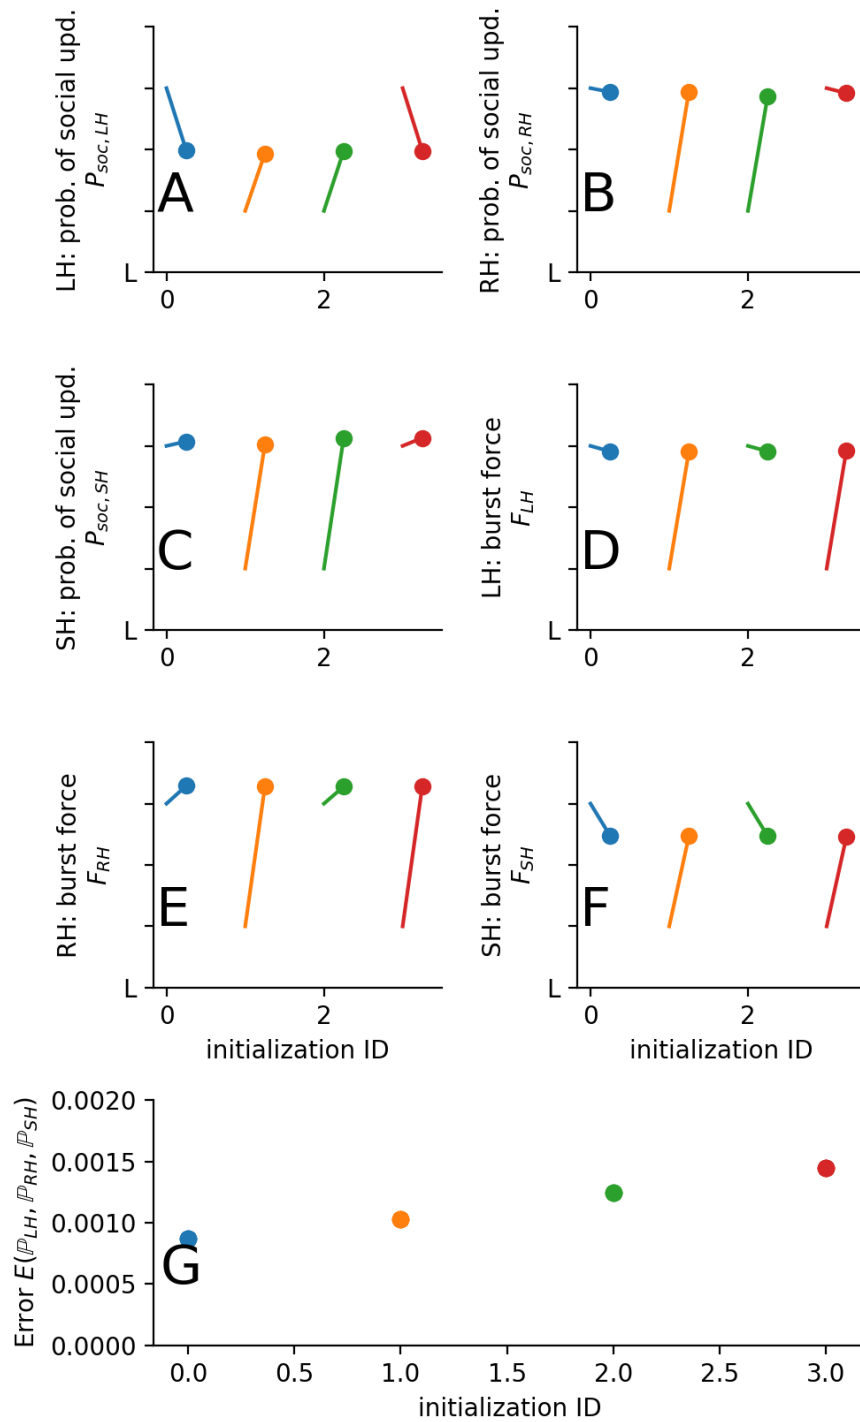 LH: prob. of social upd.
P_{soc, LH}
L
A
0
2
RH: prob. of social upd.
P_{soc, RH}
L
B
0
2
SH: prob. of social upd.
P_{soc, SH}
L
C
0
2
LH: burst force
F_{LH}
L
D
0
2
RH: burst force
F_{RH}
L
E
0
2
initialization ID
SH: burst force
F_{SH}
L
F
0
2
initialization ID
Error E(ℙ_{LH}, ℙ_{RH}, ℙ_{SH})
0.0020
0.0015
0.0010
0.0005
0.0000
G
0.0
0.5
1.0
1.5
2.0
2.5
3.0
initialization ID